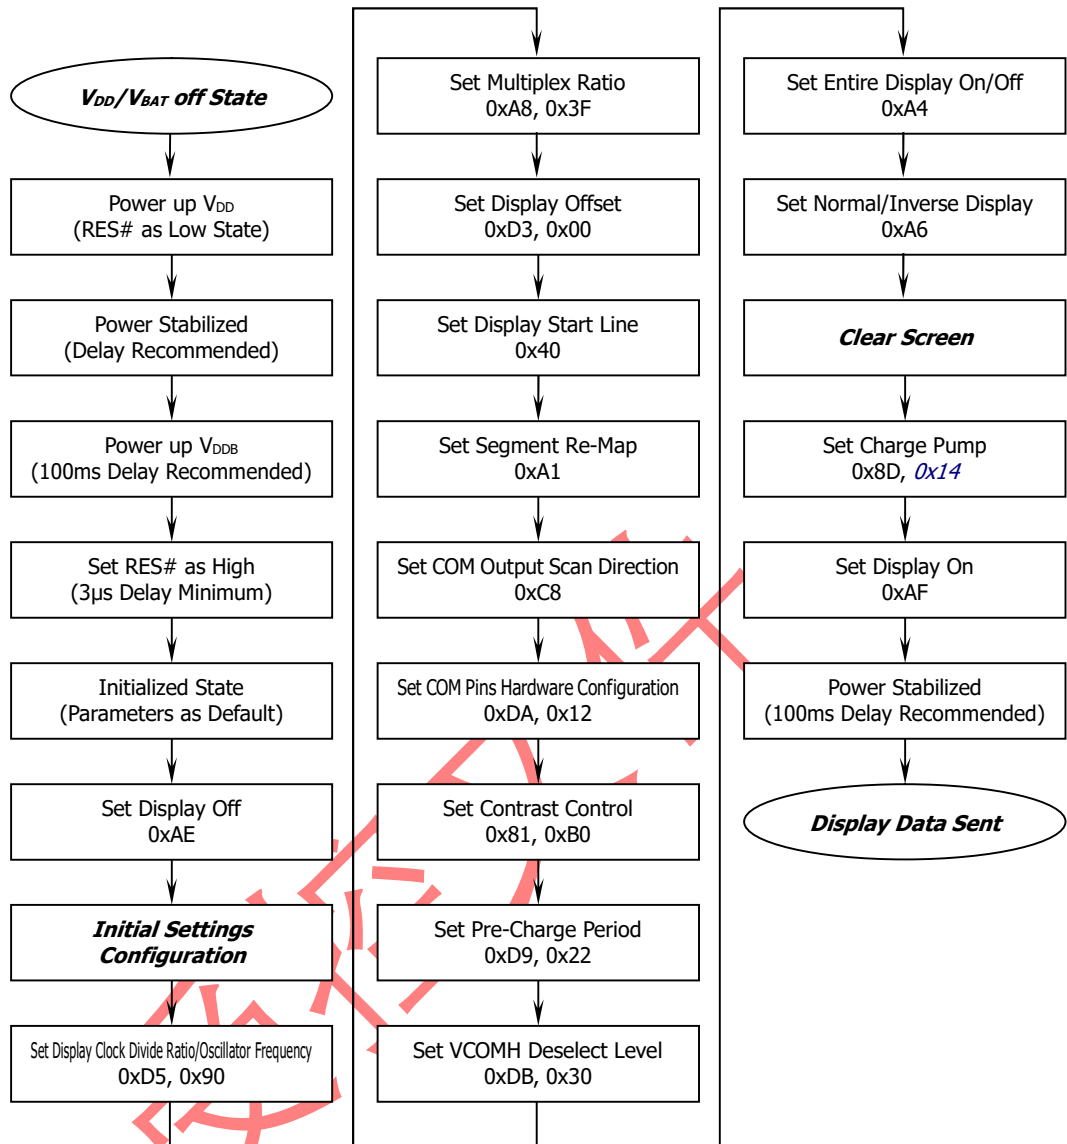 VDD/VBAT off State
Power up VDD
(RES# as Low State)
Power Stabilized
(Delay Recommended)
Power up VDDB
(100ms Delay Recommended)
Set RES# as High
(3μs Delay Minimum)
Initialized State
(Parameters as Default)
Set Display Off
0xAE
Initial Settings
Configuration
Set Display Clock Divide Ratio/Oscillator Frequency
0xD5, 0x90
Set Multiplex Ratio
0xA8, 0x3F
Set Display Offset
0xD3, 0x00
Set Display Start Line
0x40
Set Segment Re-Map
0xA1
Set COM Output Scan Direction
0xC8
Set COM Pins Hardware Configuration
0xDA, 0x12
Set Contrast Control
0x81, 0xB0
Set Pre-Charge Period
0xD9, 0x22
Set VCOMH Deselect Level
0xDB, 0x30
Set Entire Display On/Off
0xA4
Set Normal/Inverse Display
0xA6
Clear Screen
Set Charge Pump
0x8D, 0x14
Set Display On
0xAF
Power Stabilized
(100ms Delay Recommended)
Display Data Sent